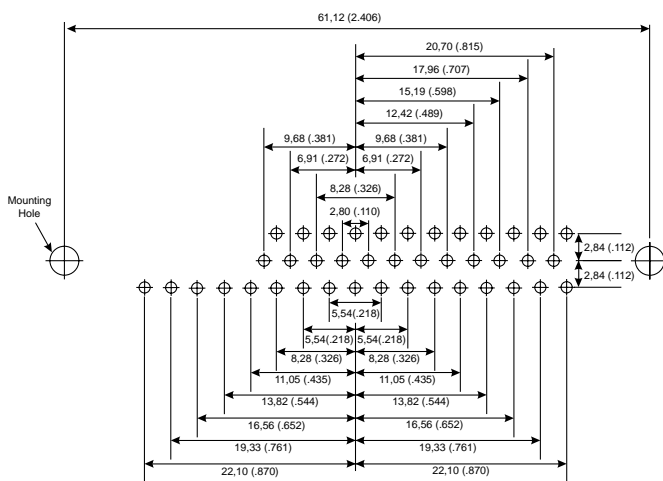 61,12 (2.406)
20,70 (.815)
17,96 (.707)
15,19 (.598)
12,42 (.489)
9,68 (.381) 9,68 (.381)
6,91 (.272) 6,91 (.272)
8,28 (.326)
2,80 (.110)
Mounting
Hole
2,84 (.112)
2,84 (.112)
5,54(.218)
5,54(.218) 5,54(.218)
8,28 (.326) 8,28 (.326)
11,05 (.435) 11,05 (.435)
13,82 (.544) 13,82 (.544)
16,56 (.652) 16,56 (.652)
19,33 (.761) 19,33 (.761)
22,10 (.870) 22,10 (.870)